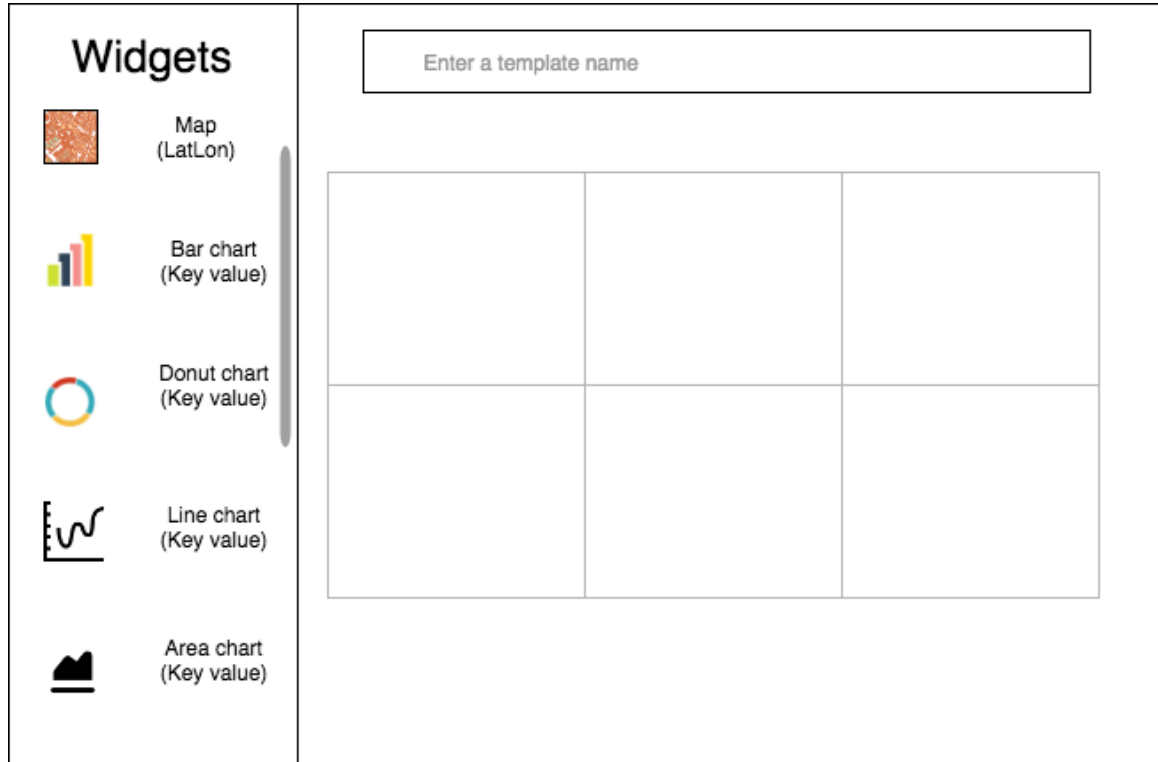 Widgets
Map
(LatLon)
Bar chart
(Key value)
Donut chart
(Key value)
Line chart
(Key value)
Area chart
(Key value)
Enter a template name